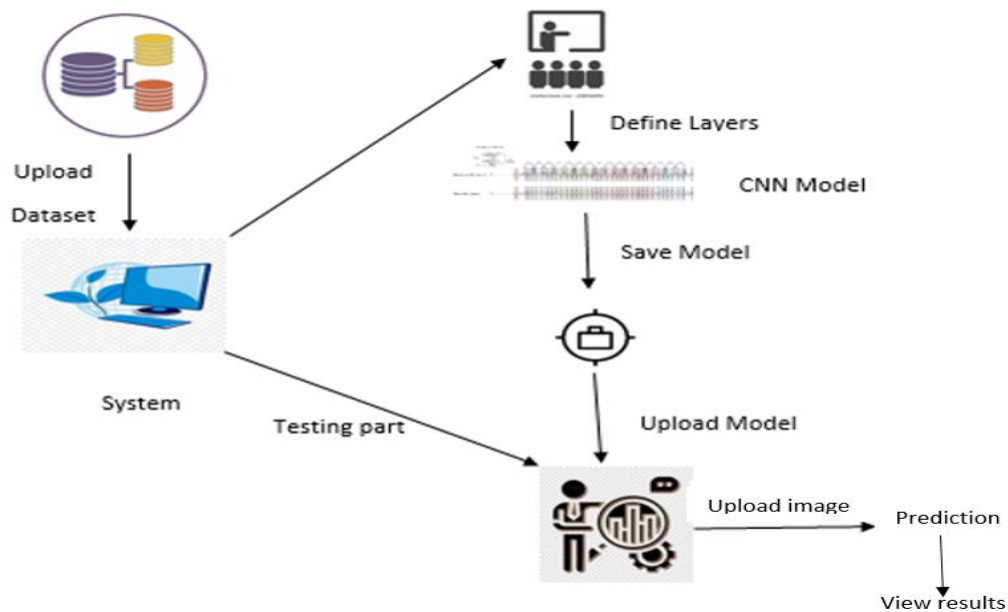 Upload
Dataset
System
Define Layers
CNN Model
Save Model
Upload Model
Testing part
Upload image
Prediction
View results